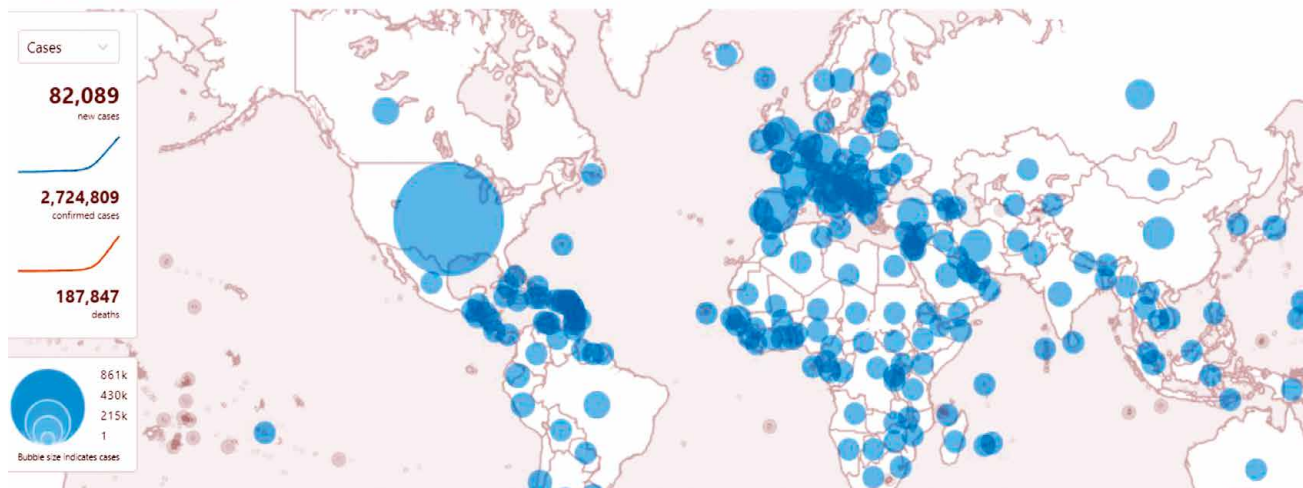 Cases
82,089
new cases
2,724,809
confirmed cases
187,847
deaths
861k
430k
215k
1
Bubble size indicates cases